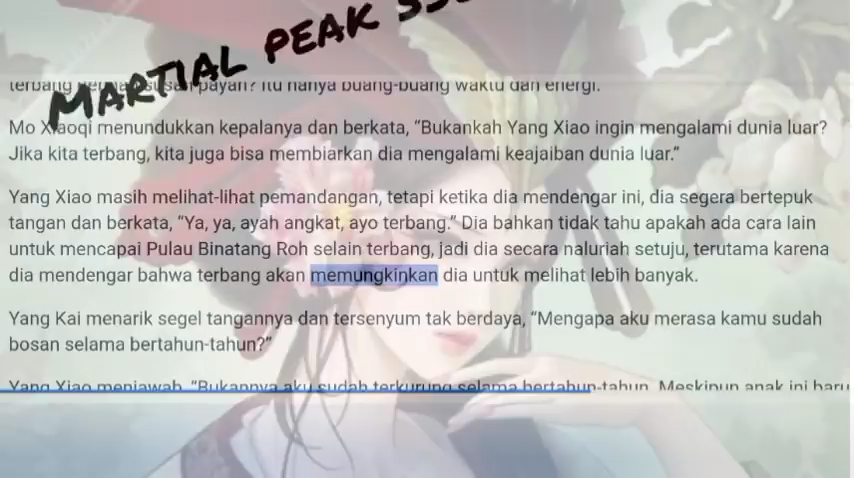 MARTIAL PEAK
terbang dengan susah payah? Itu hanya buang-buang waktu dan energi.
Mo Xiaoqi menundukkan kepalanya dan berkata, “Bukankah Yang Xiao ingin mengalami dunia luar?
Jika kita terbang, kita juga bisa membiarkan dia mengalami keajaiban dunia luar.”
Yang Xiao masih melihat-lihat pemandangan, tetapi ketika dia mendengar ini, dia segera bertepuk
tangan dan berkata, “Ya, ya, ayah angkat, ayo terbang.” Dia bahkan tidak tahu apakah ada cara lain
untuk mencapai Pulau Binatang Roh selain terbang, jadi dia secara naluriah setuju, terutama karena
dia mendengar bahwa terbang akan memungkinkan dia untuk melihat lebih banyak.
Yang Kai menarik segel tangannya dan tersenyum tak berdaya, “Mengapa aku merasa kamu sudah
bosan selama bertahun-tahun?”
Yang Xiao menjawab, “Bukannya aku sudah terkurung selama bertahun-tahun. Meskipun anak ini baru